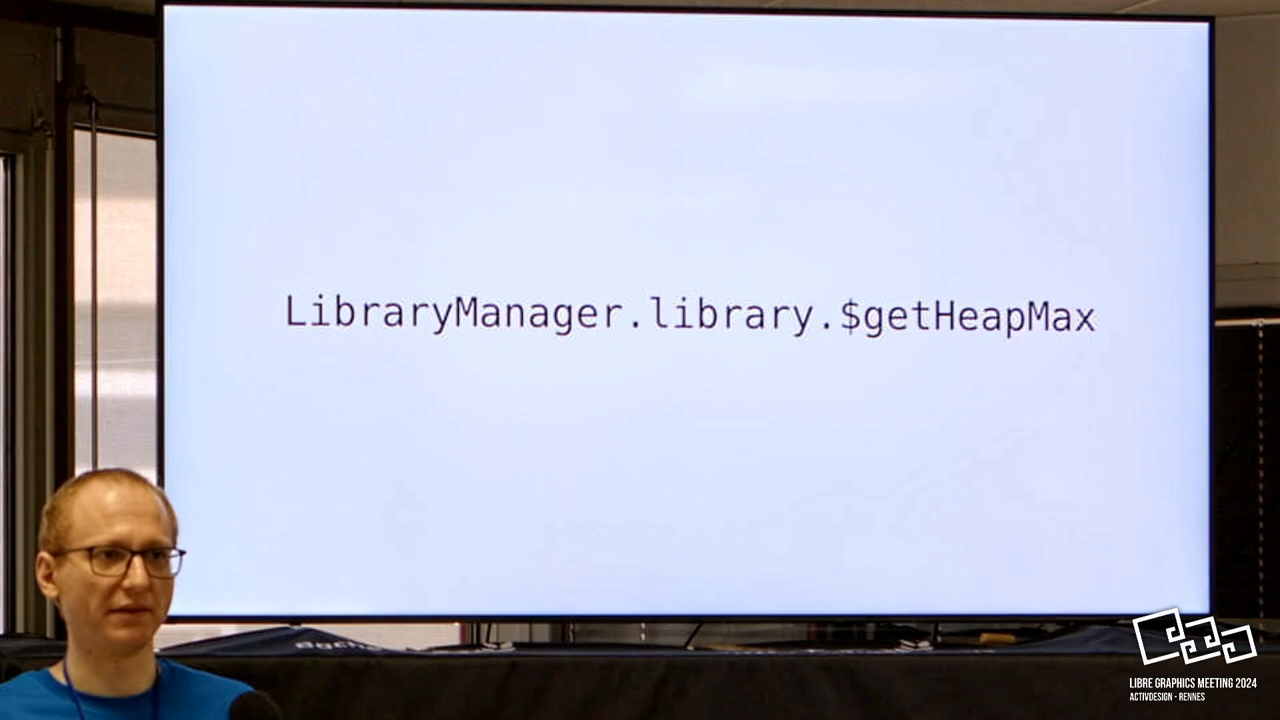 LibraryManager.library.$getHeapMax
LIBRE GRAPHICS MEETING 2024
ACTIVDESIGN - RENNES